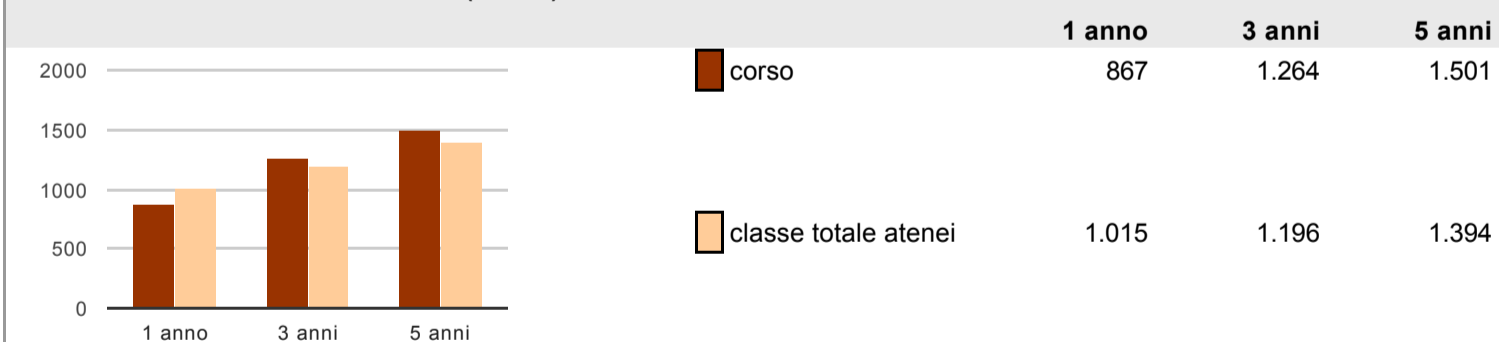 1 anno 3 anni 5 anni
corso 867 1.264 1.501
classe totale atenei 1.015 1.196 1.394
2000
1500
1000
500
0
1 anno 3 anni 5 anni